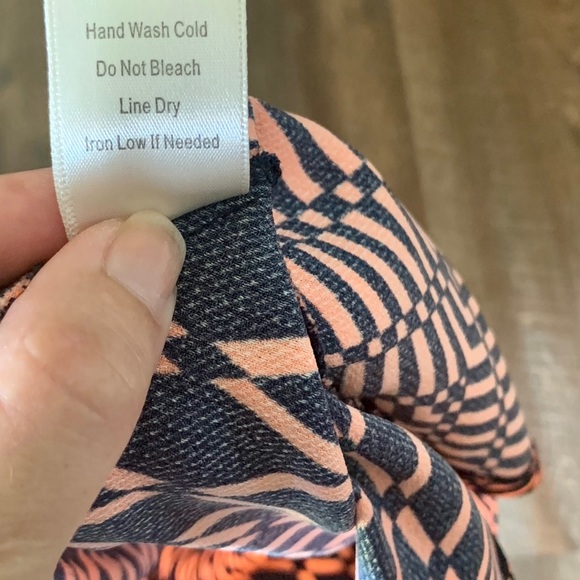 Hand Wash Cold
Do Not Bleach
Line Dry
Iron Low If Needed